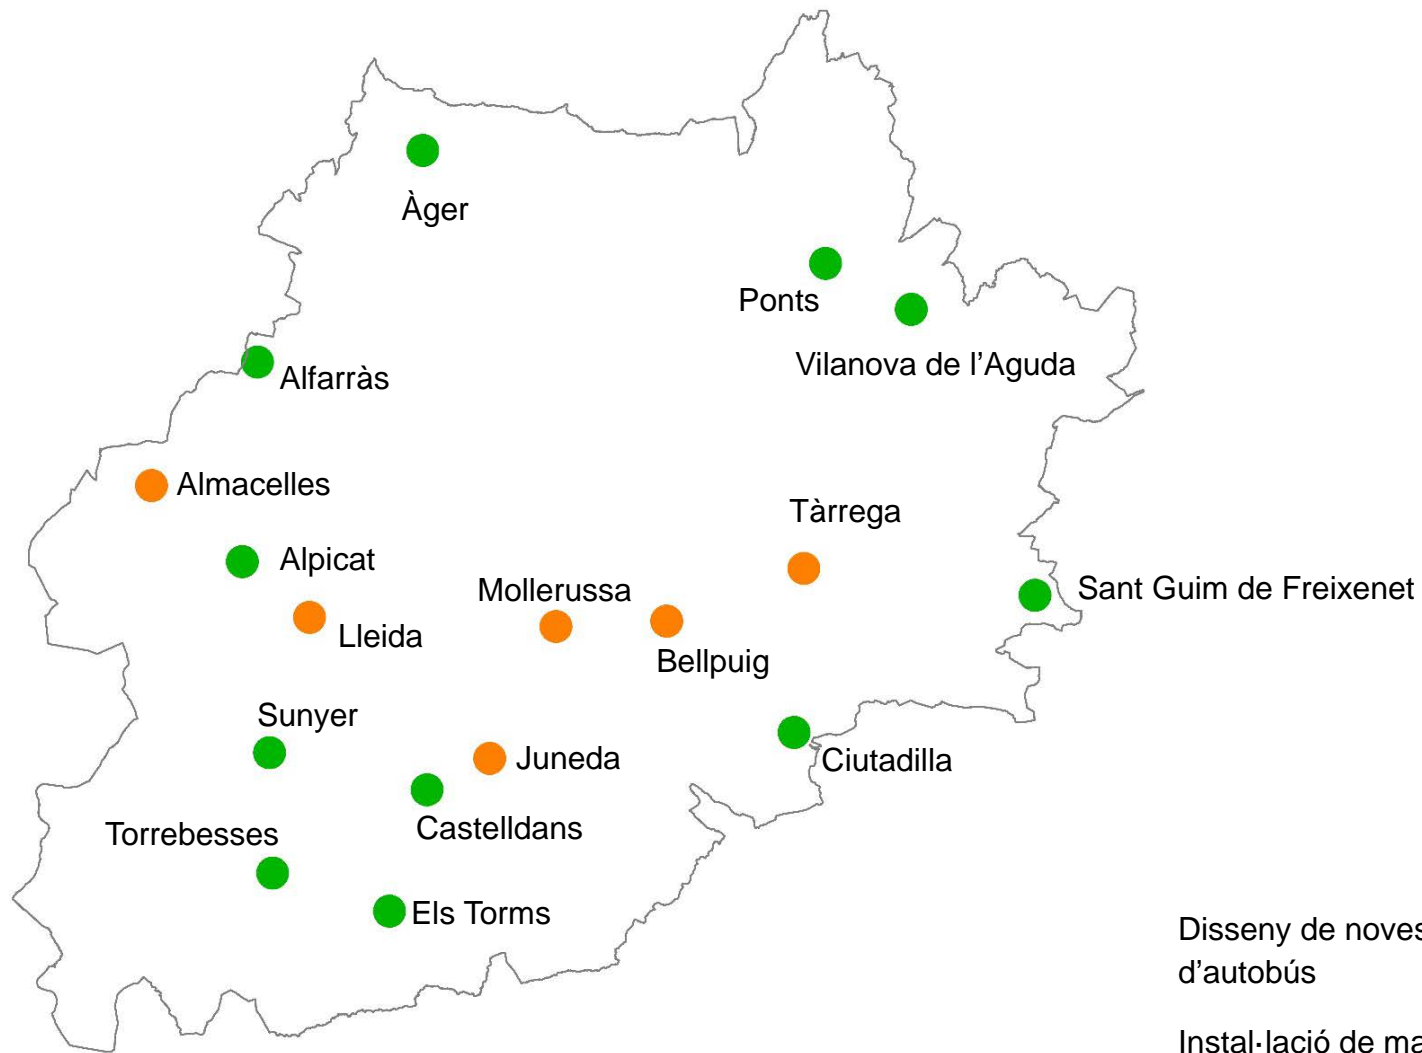 Àger
Ponts
Vilanova de l'Aguda
Alfarràs
Almacelles
Tàrrega
Alpicat
Mollerussa
Sant Guim de Freixenet
Lleida
Bellpuig
Sunyer
Juneda
Ciutadilla
Castelldans
Torrebesses
Els Torms
Disseny de noves
d'autobús
Instal·lació de